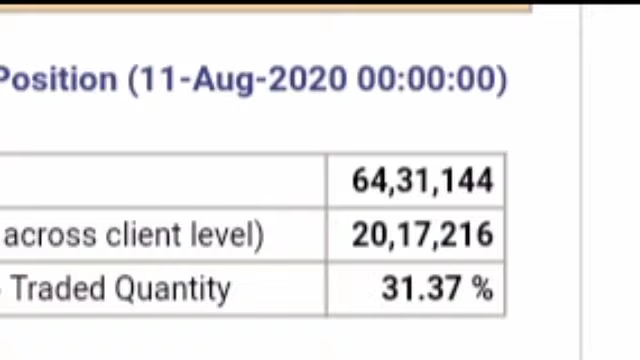 Position (11-Aug-2020 00:00:00)
64,31,144
across client level) 20,17,216
Traded Quantity 31.37 %